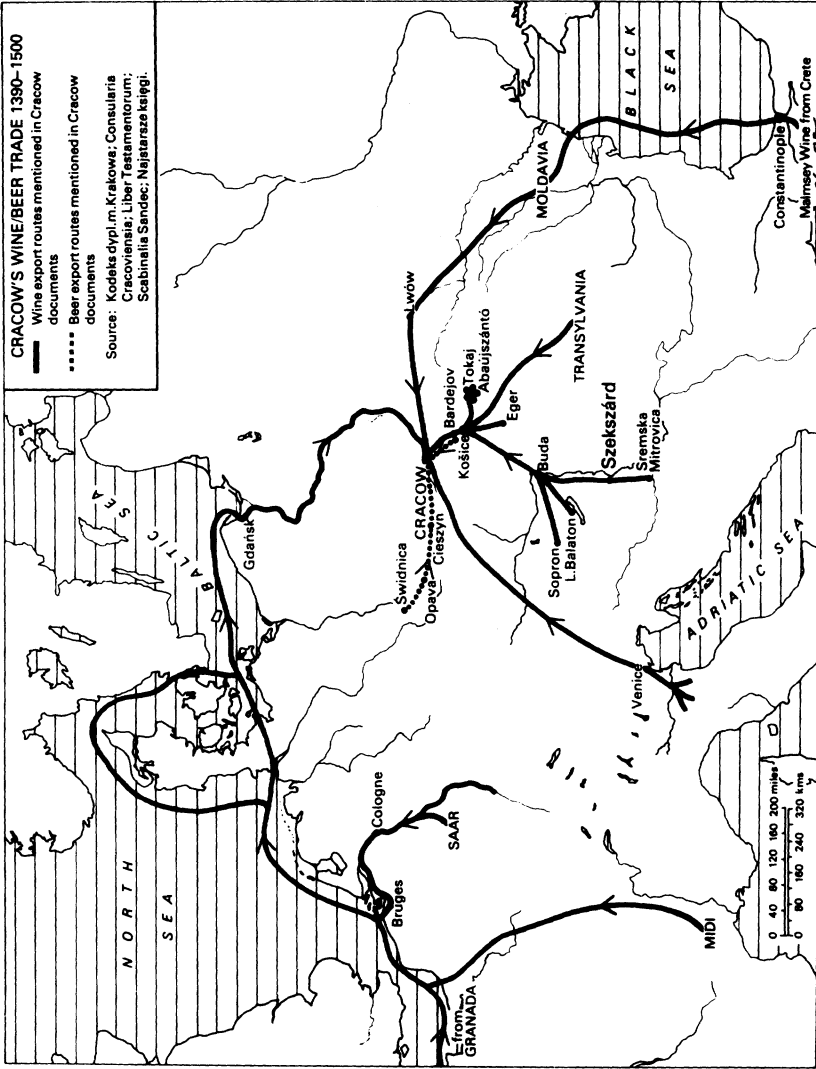 CRACOW'S WINE/BEER TRADE 1390–1500
Wine export routes mentioned in Cracow
documents
Beer export routes mentioned in Cracow
documents
Source: Kodeks dypl.m.Krakowa; Consularia
Cracoviensia; Liber Testamentorum;
Scabinalia Sandec; Najstarsze księgi.
NORTH
SEA
BALTIC SEA
Gdańsk
Bruges
Cologne
SAAR
from
GRANADA
MIDI
Świdnica
Opava
Cieszyn
CRACOW
Lwów
Bardejov
Košice
Tokaj
Abaújszántó
Eger
Buda
Sopron
L.Balaton
Szekszárd
Sremska
Mitrovica
TRANSYLVANIA
MOLDAVIA
BLACK
SEA
Constantinople
Malmsey Wine from Crete
Venice
ADRIATIC SEA
0 40 80 120 160 200 miles
0 80 160 240 320 kms